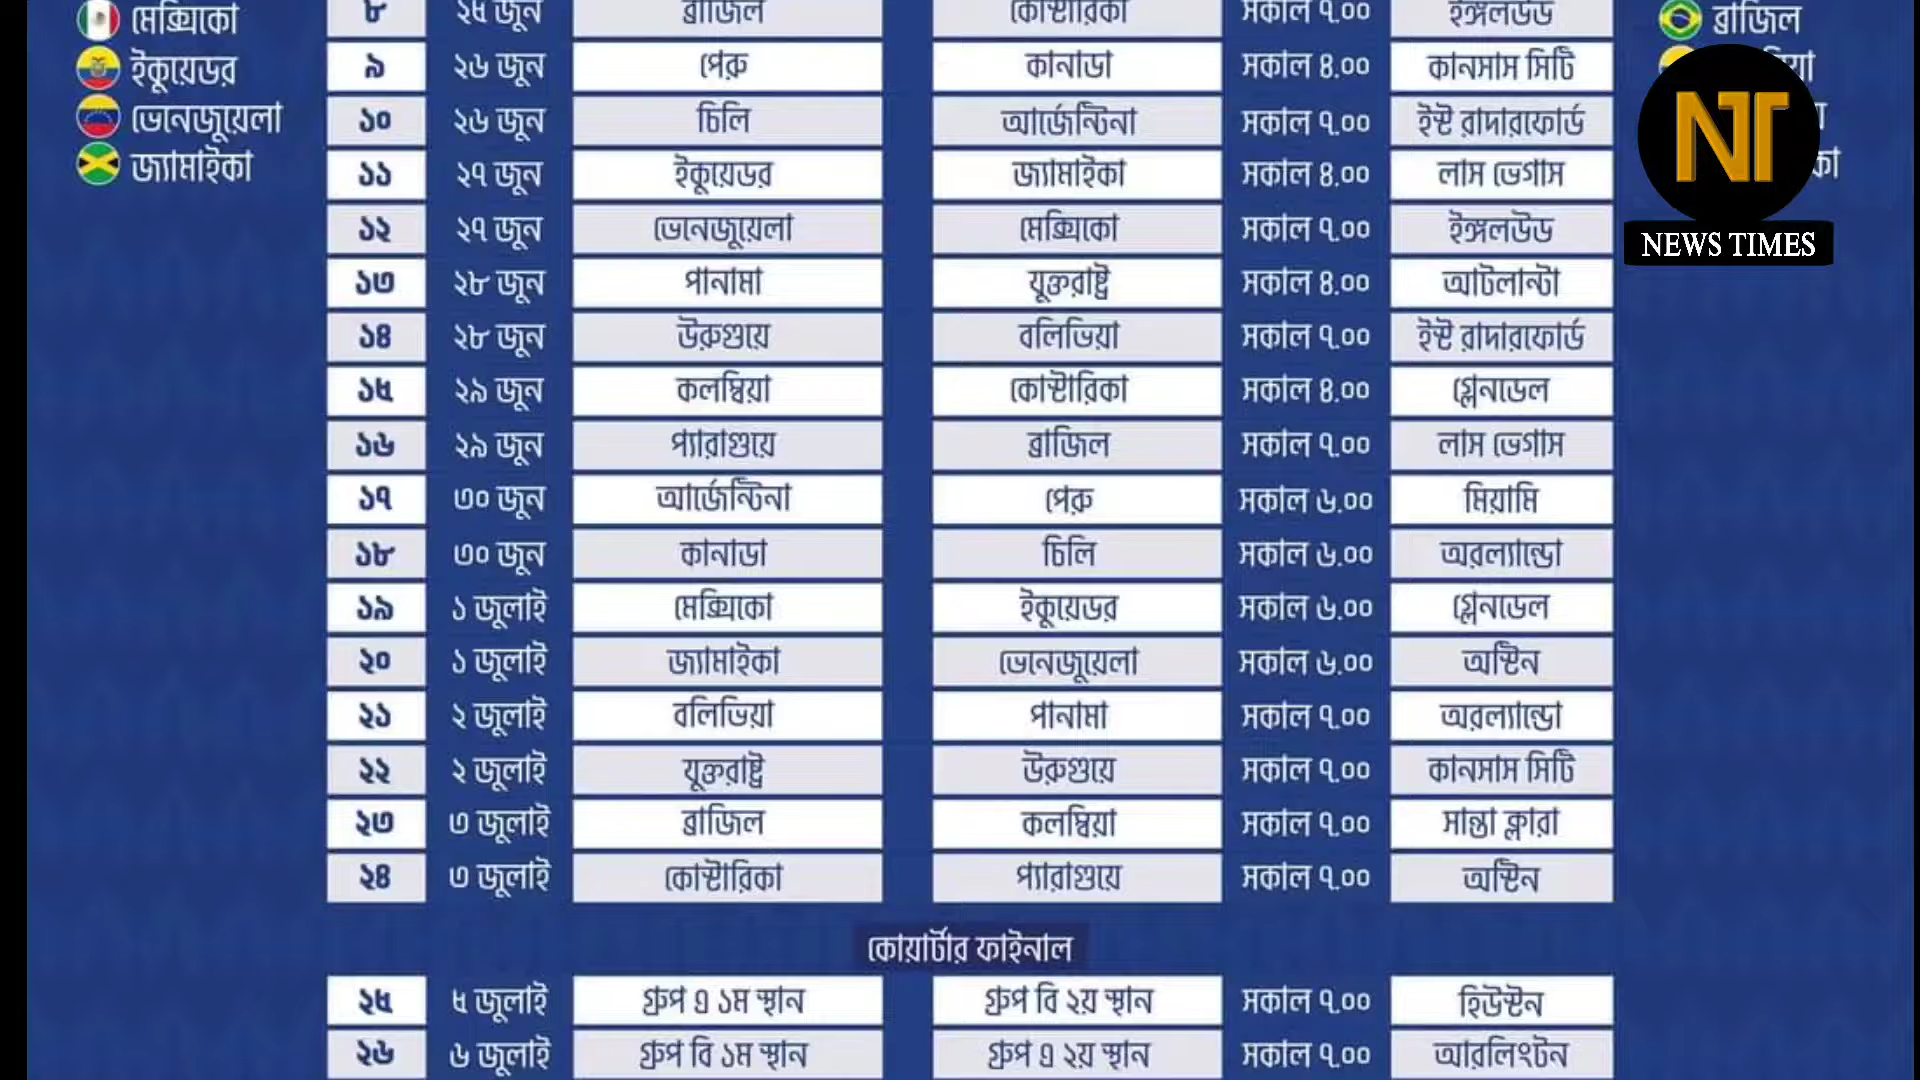 মেক্সিকো
ইকুয়েডর
ভেনেজুয়েলা
জ্যামাইকা
৮ ২৫ জুন ব্রাজিল কোস্টারিকা সকাল ৭.০০ ইঙ্গলউড
৯ ২৬ জুন পেরু কানাডা সকাল ৪.০০ কানসাস সিটি
১০ ২৬ জুন চিলি আর্জেন্টিনা সকাল ৭.০০ ইস্ট রাদারফোর্ড
১১ ২৭ জুন ইকুয়েডর জ্যামাইকা সকাল ৪.০০ লাস ভেগাস
১২ ২৭ জুন ভেনেজুয়েলা মেক্সিকো সকাল ৭.০০ ইঙ্গলউড
১৩ ২৮ জুন পানামা যুক্তরাষ্ট্র সকাল ৪.০০ আটলান্টা
১৪ ২৮ জুন উরুগুয়ে বলিভিয়া সকাল ৭.০০ ইস্ট রাদারফোর্ড
১৫ ২৯ জুন কলম্বিয়া কোস্টারিকা সকাল ৪.০০ গ্লেনডেল
১৬ ২৯ জুন প্যারাগুয়ে ব্রাজিল সকাল ৭.০০ লাস ভেগাস
১৭ ৩০ জুন আর্জেন্টিনা পেরু সকাল ৬.০০ মিয়ামি
১৮ ৩০ জুন কানাডা চিলি সকাল ৬.০০ অরল্যান্ডো
১৯ ১ জুলাই মেক্সিকো ইকুয়েডর সকাল ৬.০০ গ্লেনডেল
২০ ১ জুলাই জ্যামাইকা ভেনেজুয়েলা সকাল ৬.০০ অস্টিন
২১ ২ জুলাই বলিভিয়া পানামা সকাল ৭.০০ অরল্যান্ডো
২২ ২ জুলাই যুক্তরাষ্ট্র উরুগুয়ে সকাল ৭.০০ কানসাস সিটি
২৩ ৩ জুলাই ব্রাজিল কলম্বিয়া সকাল ৭.০০ সান্তা ক্লারা
২৪ ৩ জুলাই কোস্টারিকা প্যারাগুয়ে সকাল ৭.০০ অস্টিন
কোয়ার্টার ফাইনাল
২৫ ৫ জুলাই গ্রুপ এ ১ম স্থান গ্রুপ বি ২য় স্থান সকাল ৭.০০ হিউস্টন
২৬ ৬ জুলাই গ্রুপ বি ১ম স্থান গ্রুপ এ ২য় স্থান সকাল ৭.০০ আরলিংটন
ব্রাজিল
NT
NEWS TIMES